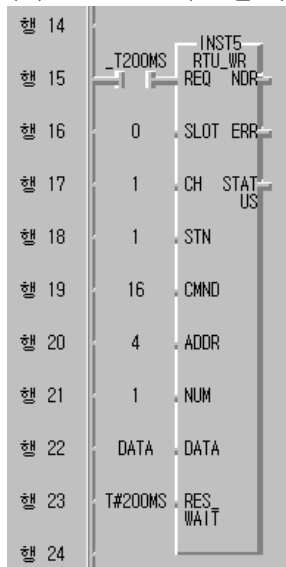 행 14
INST5
_T200MS RTU_WR
행 15 REQ NDR
행 16 0 SLOT ERR
행 17 1 CH STAT
US
행 18 1 STN
행 19 16 CMND
행 20 4 ADDR
행 21 1 NUM
행 22 DATA DATA
행 23 T#200MS RES_
WAIT
행 24